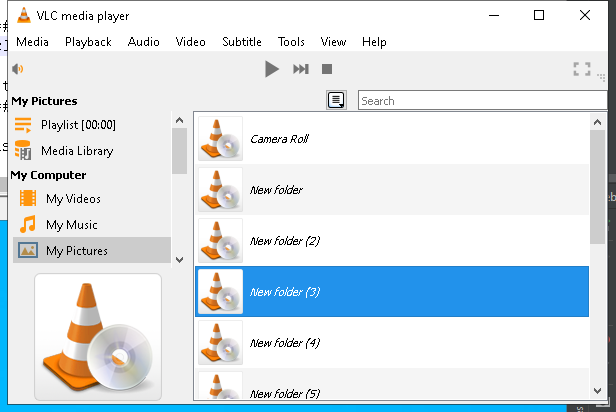 VLC media player
Media Playback Audio Video Subtitle Tools View Help
My Pictures
Search
Playlist [00:00]
Media Library
My Computer
My Videos
My Music
My Pictures
Camera Roll
New folder
New folder (2)
New folder (3)
New folder (4)
New folder (5)